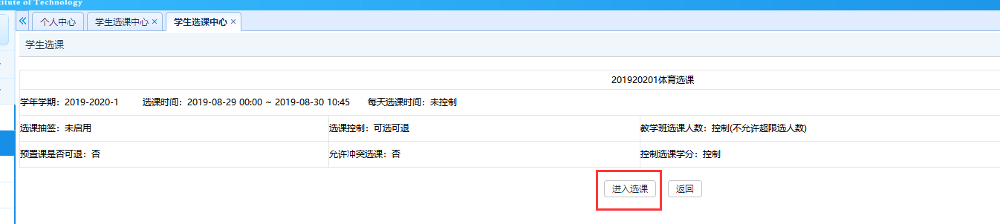 itute of Technology
个人中心 学生选课中心 × 学生选课中心 ×
学生选课
201920201体育选课
学年学期：2019-2020-1 选课时间：2019-08-29 00:00 ~ 2019-08-30 10:45 每天选课时间：未控制
选课抽签：未启用 选课控制：可选可退 教学班选课人数：控制(不允许超限选人数)
预置课是否可退：否 允许冲突选课：否 控制选课学分：控制
进入选课 返回